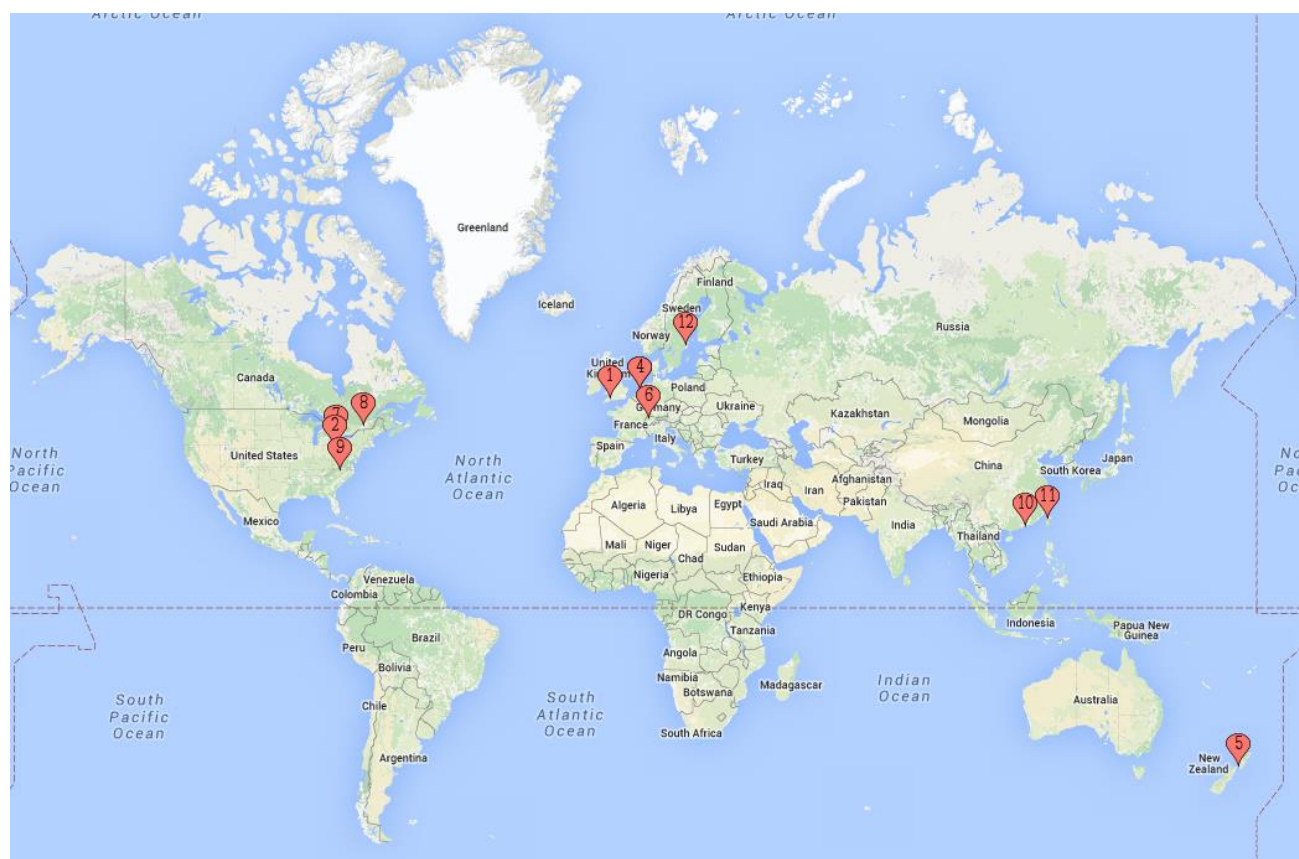 Arctic Ocean
Arctic Ocean
Greenland
Iceland
Finland
Sweden
12
Norway
Russia
United
Kingdom
4
1
Canada
Poland
6
Germany
8
7
2
France
Ukraine
Kazakhstan
Mongolia
9
United States
Spain
Italy
Turkey
China
South Korea
Japan
North
Pacific
Ocean
North
Atlantic
Ocean
Iraq
Iran
Afghanistan
Pakistan
10
11
Mexico
Algeria
Libya
Egypt
Saudi Arabia
India
Thailand
Mali
Niger
Chad
Sudan
Venezuela
Colombia
Nigeria
Ethiopia
DR Congo
Kenya
Indonesia
Papua New
Guinea
Brazil
Peru
Tanzania
Bolivia
Angola
Namibia
Botswana
Madagascar
Indian
Ocean
Australia
South
Pacific
Ocean
Chile
South
Atlantic
Ocean
South Africa
Argentina
5
New
Zealand